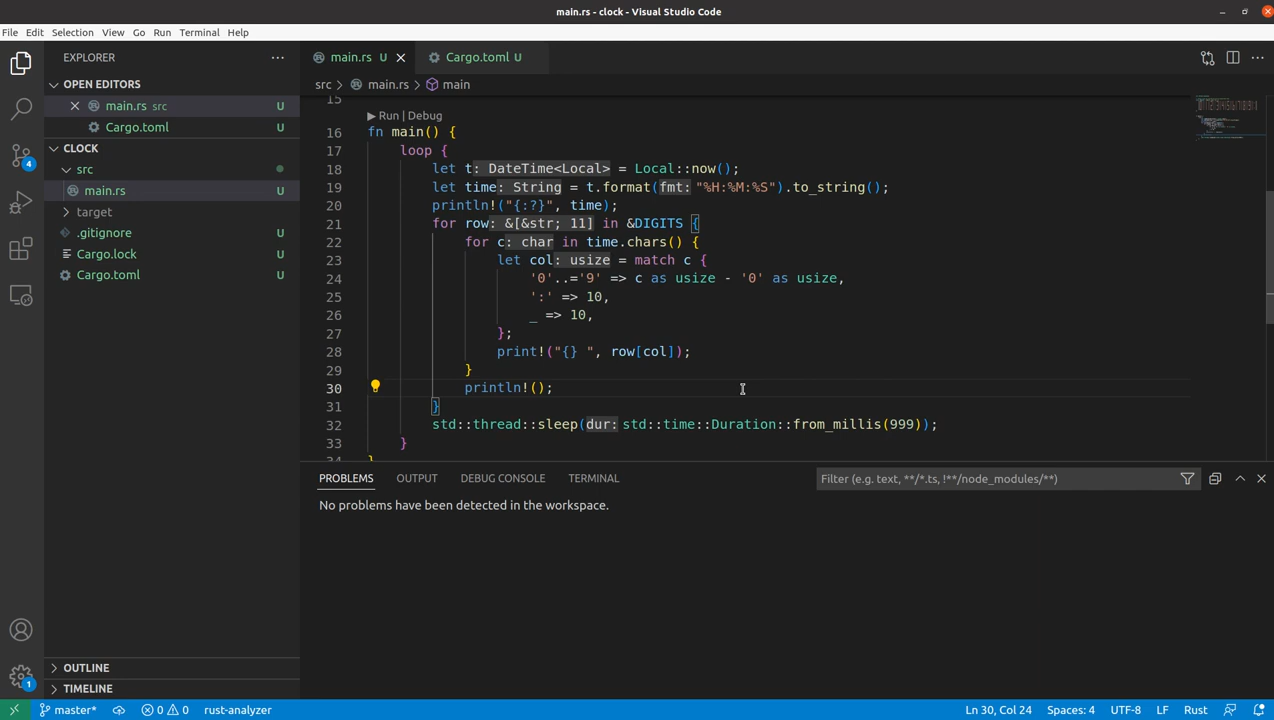 main.rs - clock - Visual Studio Code
File Edit Selection View Go Run Terminal Help
EXPLORER
OPEN EDITORS
main.rs src U
Cargo.toml U
CLOCK
src
main.rs U
target
.gitignore U
Cargo.lock U
Cargo.toml U
OUTLINE
TIMELINE
4
1
main.rs U Cargo.toml U
src > main.rs > main
15
Run | Debug
16 fn main() {
17 loop {
18 let t: DateTime<Local> = Local::now();
19 let time: String = t.format(fmt: "%H:%M:%S").to_string();
20 println!("{:?}", time);
21 for row: &[&str; 11] in &DIGITS {
22 for c: char in time.chars() {
23 let col: usize = match c {
24 '0'..='9' => c as usize - '0' as usize,
25 ':' => 10,
26 _ => 10,
27 };
28 print!("{} ", row[col]);
29 }
30 println!();
31 }
32 std::thread::sleep(dur: std::time::Duration::from_millis(999));
33 }
34 }
PROBLEMS OUTPUT DEBUG CONSOLE TERMINAL
Filter (e.g. text, **/*.ts, !**/node_modules/**)
No problems have been detected in the workspace.
master* 0 0 rust-analyzer Ln 30, Col 24 Spaces: 4 UTF-8 LF Rust